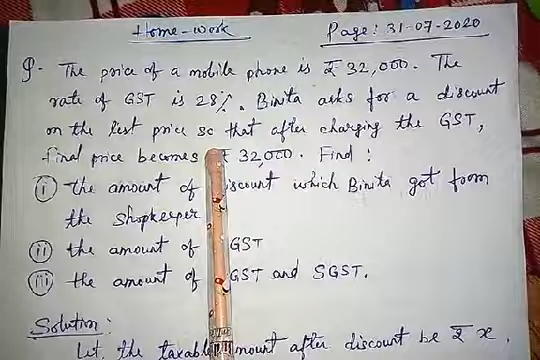 Home-work Page: 31-07-2020
Q- The price of a mobile phone is ₹ 32,000. The
rate of GST is 28%. Binita asks for a discount
on the list price so that after charging the GST,
final price becomes ₹ 32,000. Find:
(i) the amount of iscount which Binita got from
the shopkeeper
(ii) the amount of GST
(iii) the amount of GST and SGST.
Solution:
Let, the taxabl mount after discount be ₹ x.